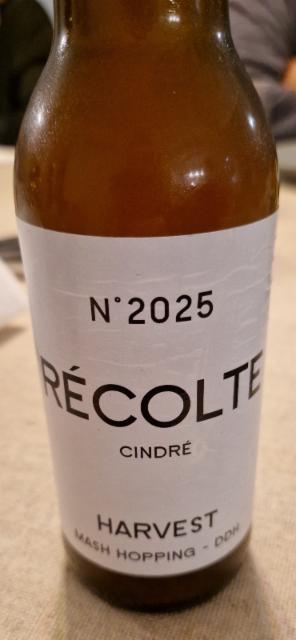 N°2025
RÉCOLTE
CINDRÉ
HARVEST
MASH HOPPING - DDH